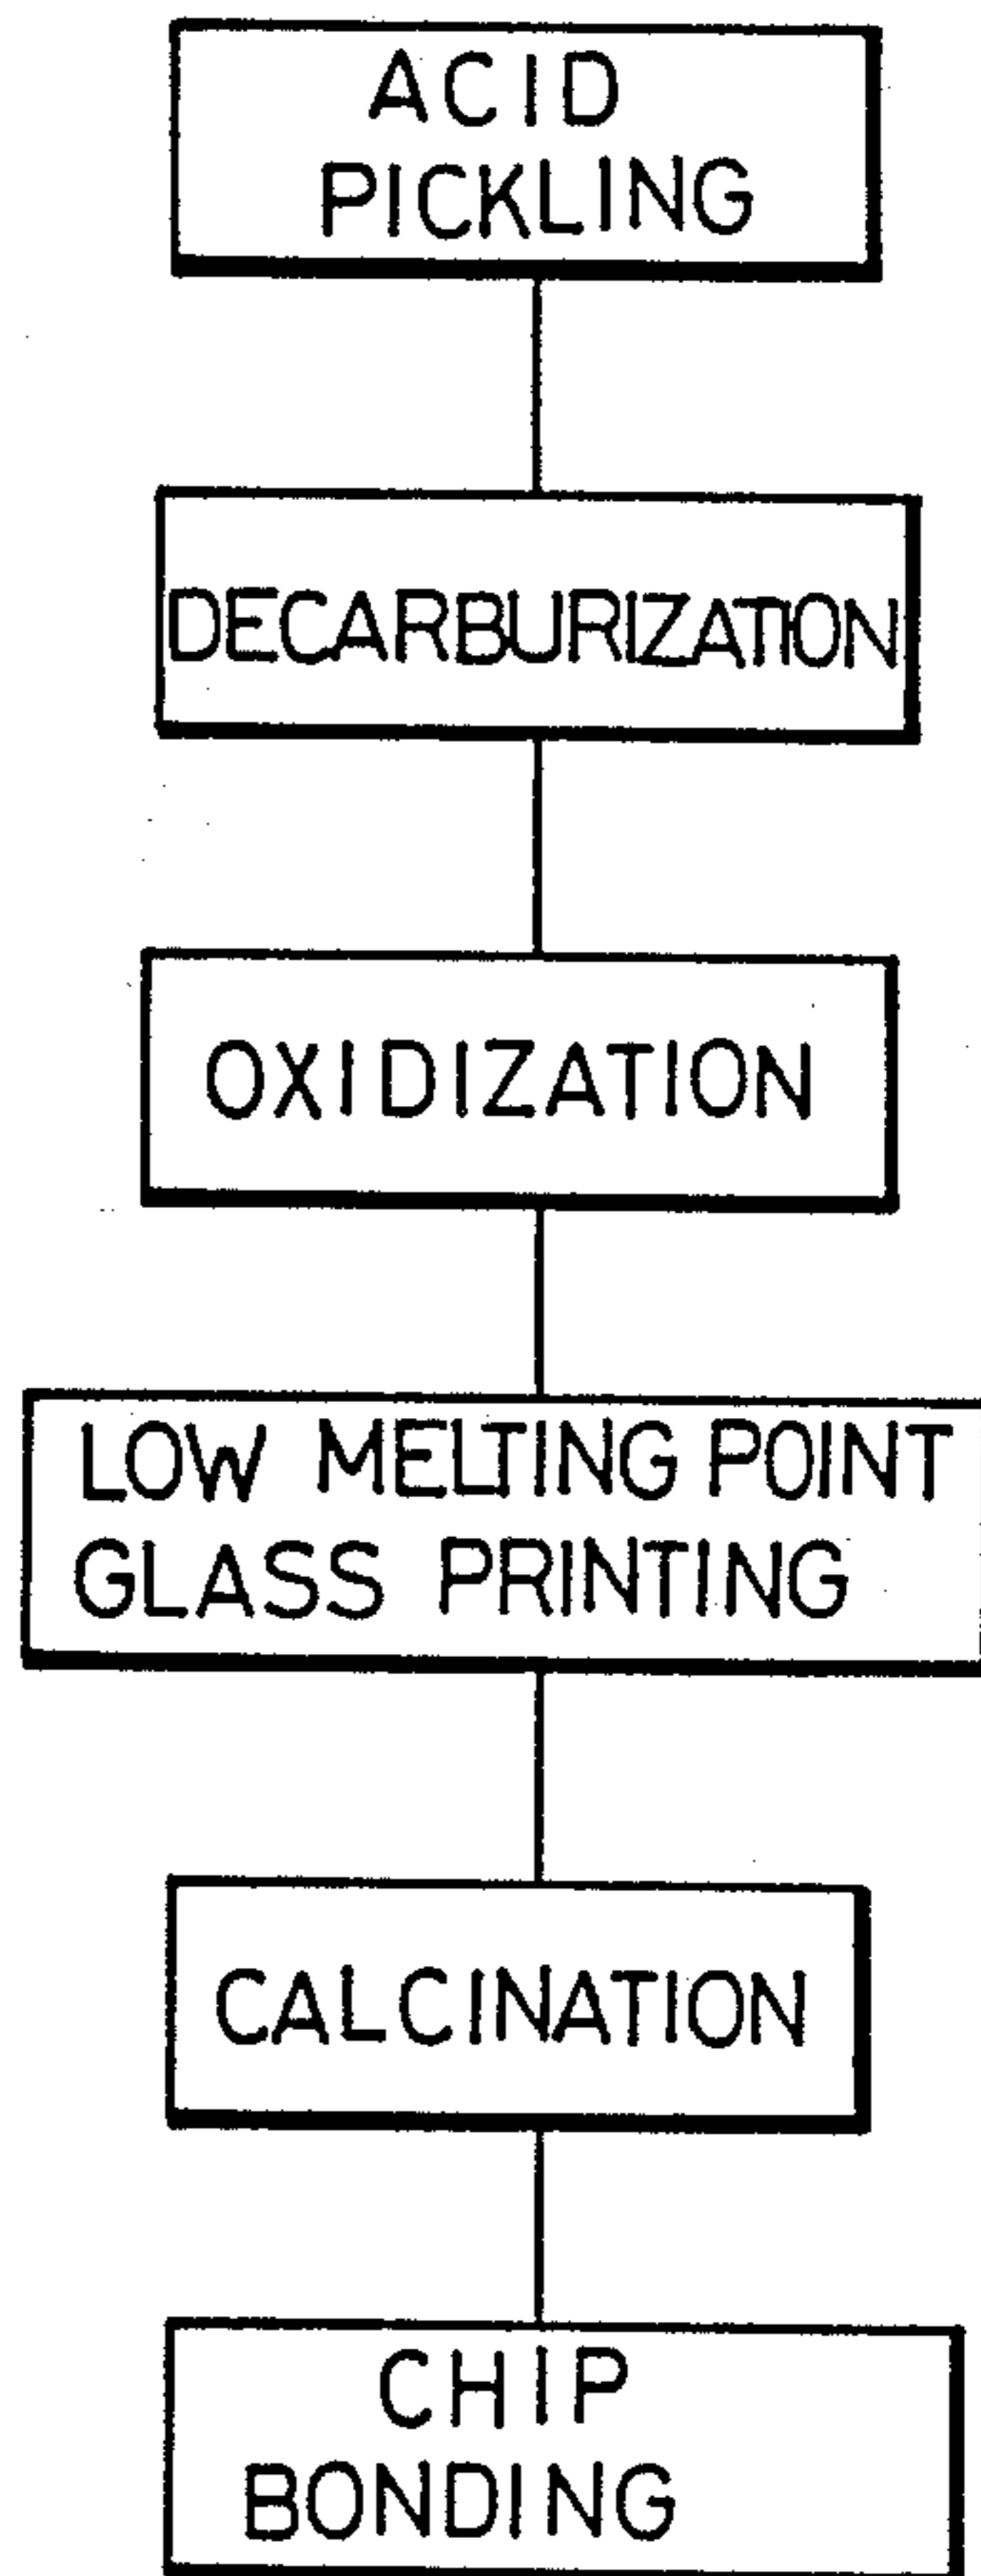 ACID
PICKLING
DECARBURIZATION
OXIDIZATION
LOW MELTING POINT
GLASS PRINTING
CALCINATION
CHIP
BONDING